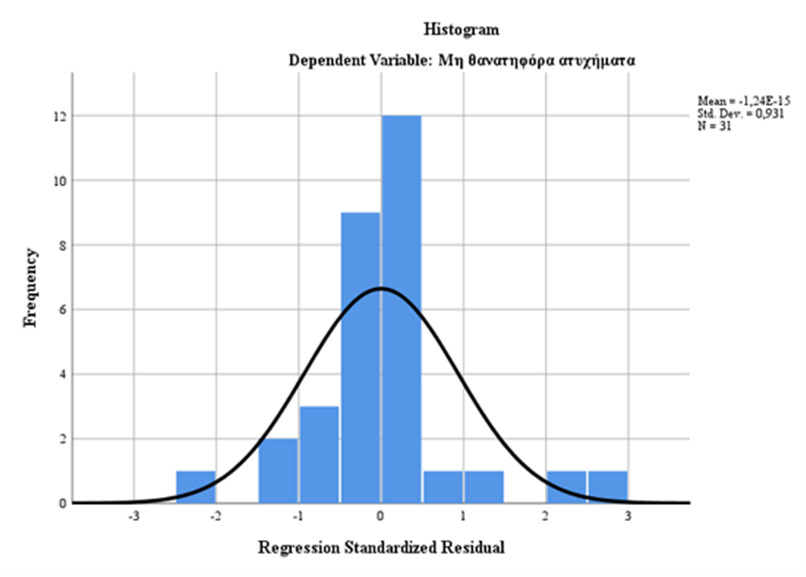 Histogram
Dependent Variable: Μη θανατηφόρα ατυχήματα
Mean = -1,24E-15
Std. Dev. = 0,931
N = 31
12
10
8
6
4
2
0
Frequency
-3 -2 -1 0 1 2 3
Regression Standardized Residual